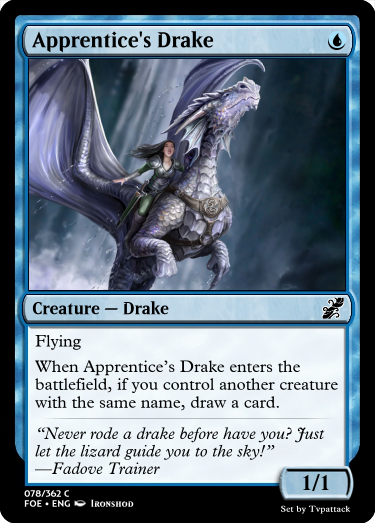 Apprentice's Drake
Creature — Drake
Flying
When Apprentice's Drake enters the
battlefield, if you control another creature
with the same name, draw a card.
“Never rode a drake before have you? Just
let the lizard guide you to the sky!”
—Fadove Trainer
1/1
078/362 C
FOE • ENG Ironshod
Set by Tvpattack